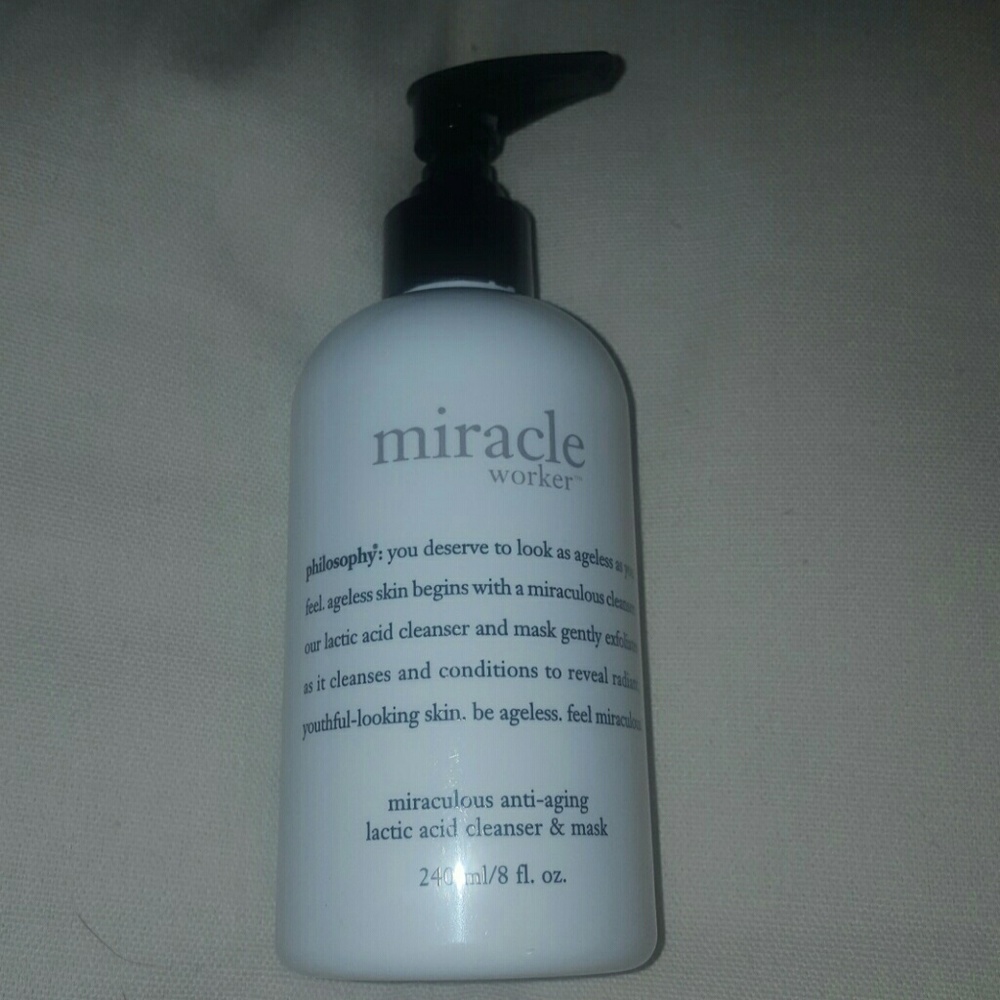 miracle
worker™
philosophy®: you deserve to look as ageless as you
feel. ageless skin begins with a miraculous
our lactic acid cleanser and mask gently
as it cleanses and conditions to reveal
youthful-looking skin. be ageless. feel
miraculous anti-aging
lactic acid cleanser & mask
240 ml/8 fl. oz.